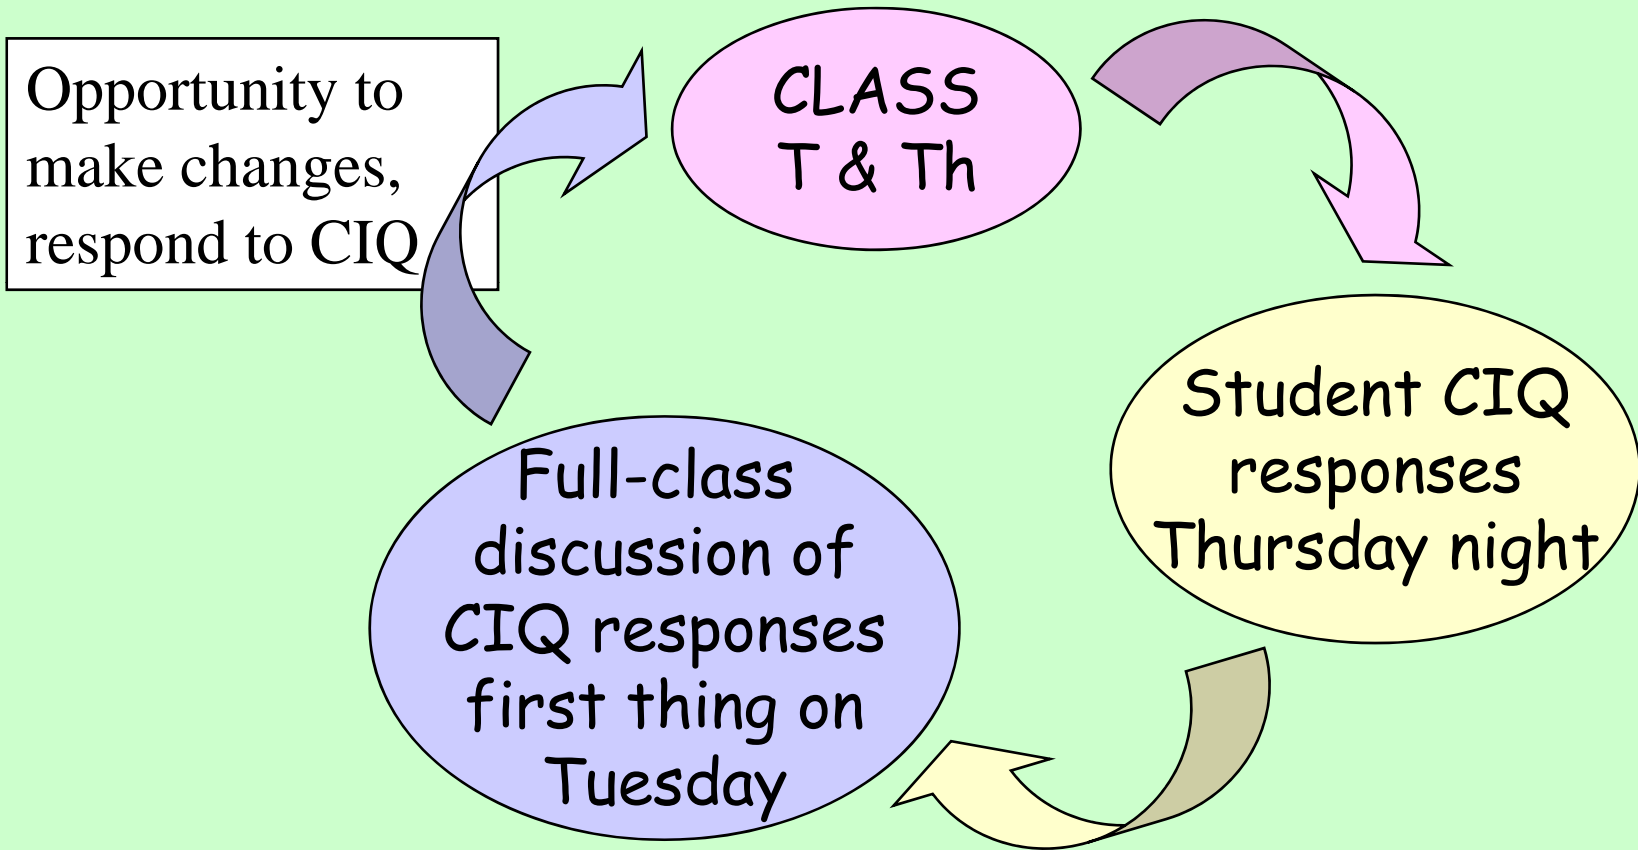 Opportunity to
make changes,
respond to CIQ
CLASS
T & Th
Student CIQ
responses
Thursday night
Full-class
discussion of
CIQ responses
first thing on
Tuesday